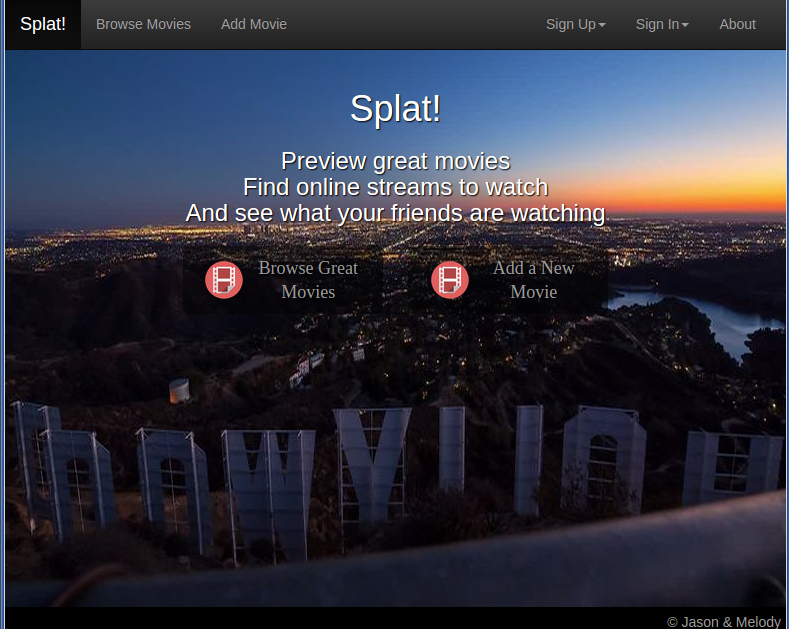 Splat!
Browse Movies
Add Movie
Sign Up
Sign In
About
Splat!
Preview great movies
Find online streams to watch
And see what your friends are watching
Browse Great
Movies
Add a New
Movie
© Jason & Melody